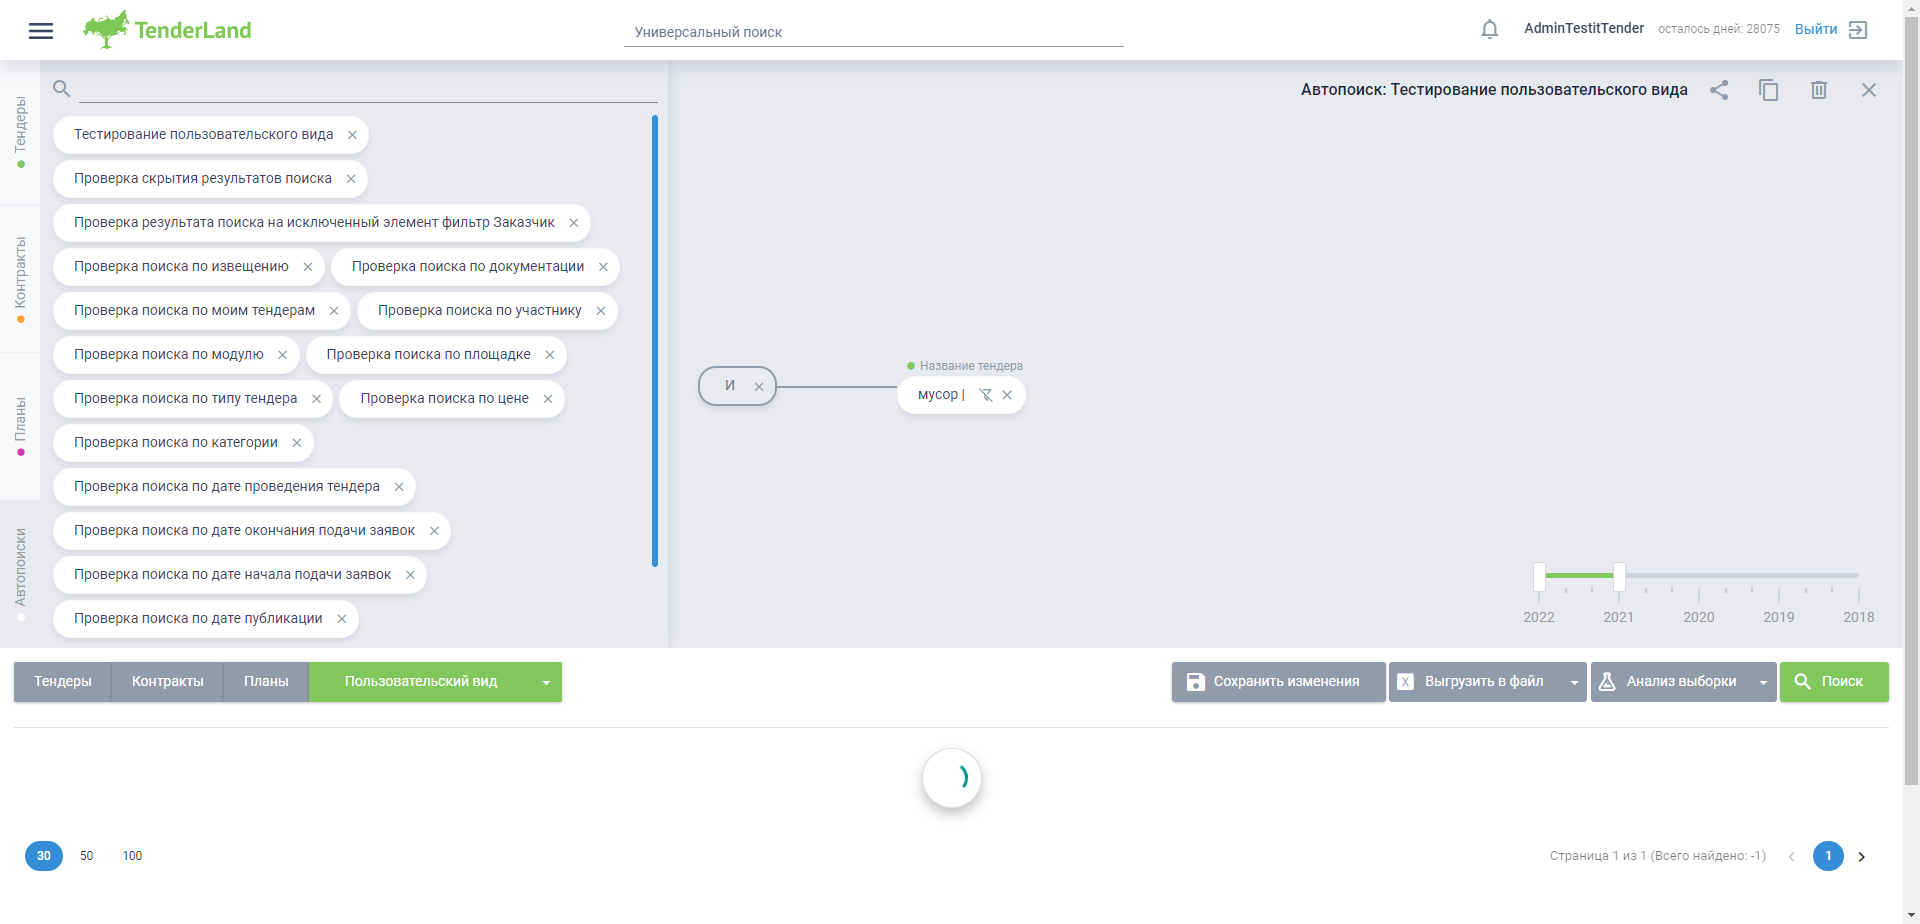 TenderLand
Универсальный поиск
AdminTestitTender
осталось дней: 28075
Выйти
Тендеры
Контракты
Планы
Автопоиски
Тестирование пользовательского вида
Проверка скрытия результатов поиска
Проверка результата поиска на исключенный элемент фильтр Заказчик
Проверка поиска по извещению
Проверка поиска по документации
Проверка поиска по моим тендерам
Проверка поиска по участнику
Проверка поиска по модулю
Проверка поиска по площадке
Проверка поиска по типу тендера
Проверка поиска по цене
Проверка поиска по категории
Проверка поиска по дате проведения тендера
Проверка поиска по дате окончания подачи заявок
Проверка поиска по дате начала подачи заявок
Проверка поиска по дате публикации
Автопоиск: Тестирование пользовательского вида
И
Название тендера
мусор |
2022 2021 2020 2019 2018
Тендеры Контракты Планы Пользовательский вид
Сохранить изменения
X Выгрузить в файл
Анализ выборки
Поиск
30 50 100
Страница 1 из 1 (Всего найдено: -1)
1